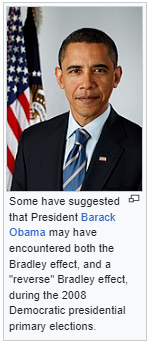 Some have suggested
that President Barack
Obama may have
encountered both the
Bradley effect, and a
"reverse" Bradley effect,
during the 2008
Democratic presidential
primary elections.